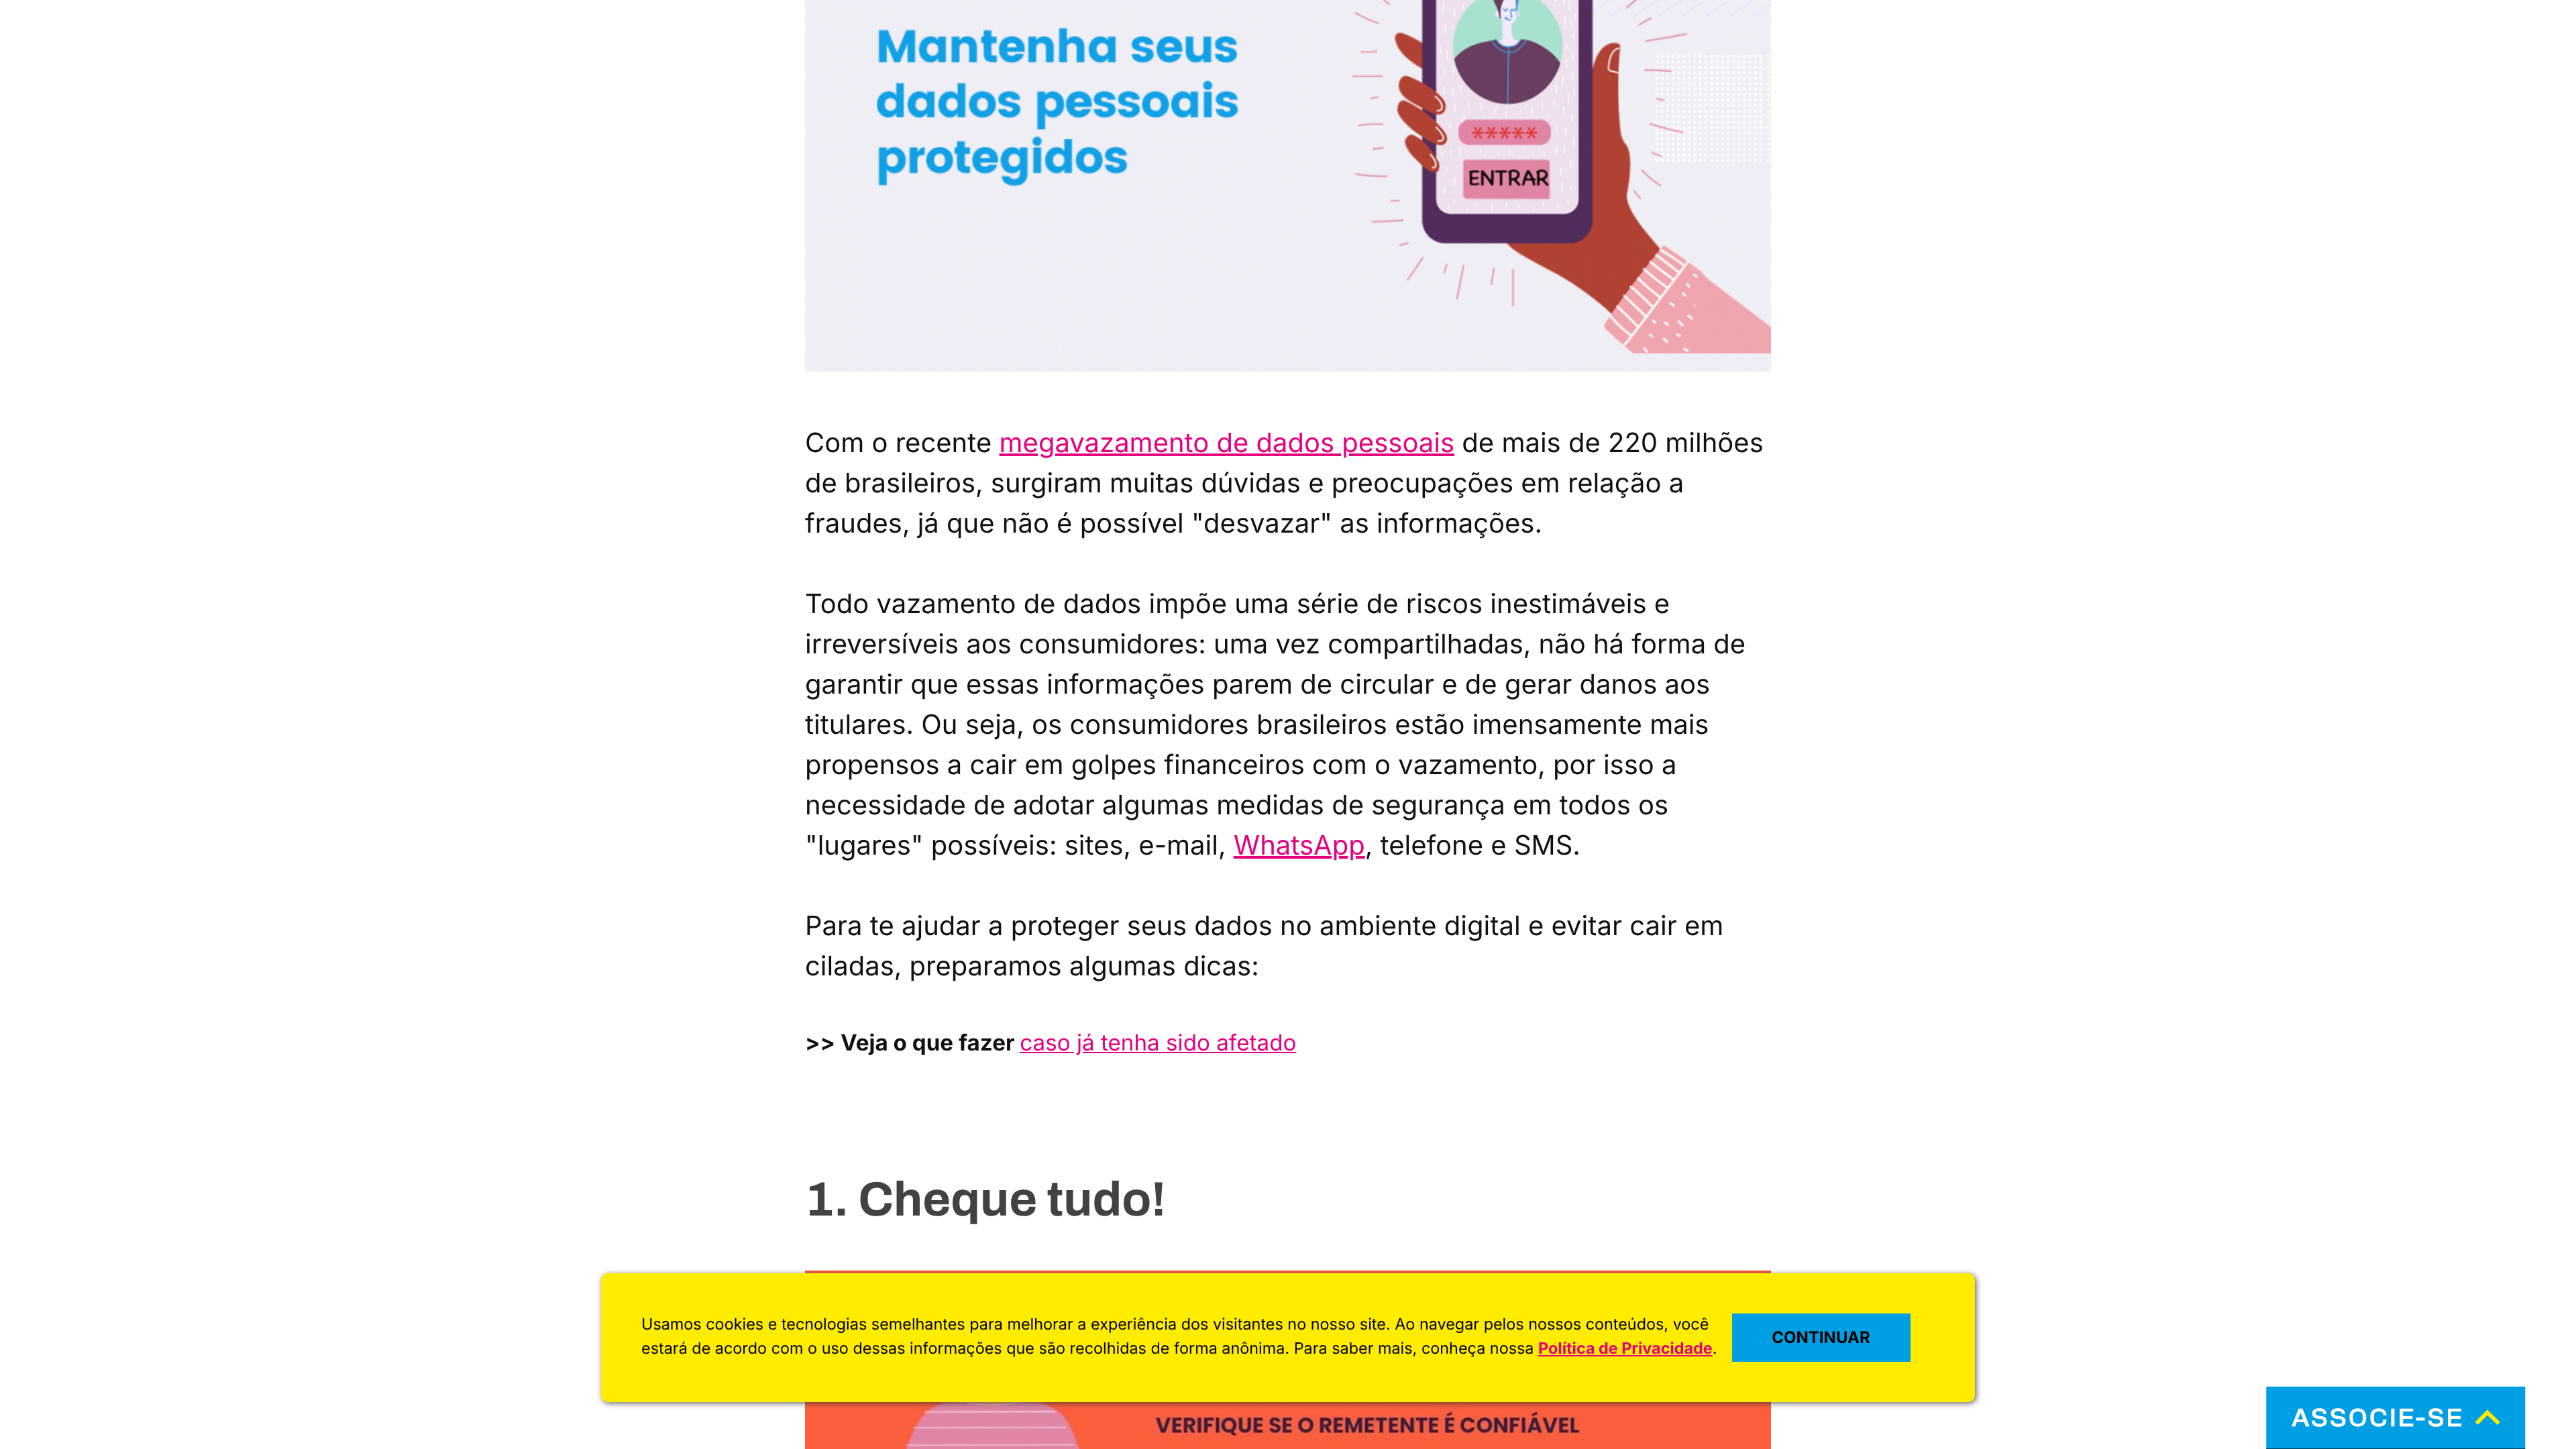 Mantenha seus
dados pessoais
protegidos
*****
ENTRAR
Com o recente megavazamento de dados pessoais de mais de 220 milhões
de brasileiros, surgiram muitas dúvidas e preocupações em relação a
fraudes, já que não é possível "desvazar" as informações.
Todo vazamento de dados impõe uma série de riscos inestimáveis e
irreversíveis aos consumidores: uma vez compartilhadas, não há forma de
garantir que essas informações parem de circular e de gerar danos aos
titulares. Ou seja, os consumidores brasileiros estão imensamente mais
propensos a cair em golpes financeiros com o vazamento, por isso a
necessidade de adotar algumas medidas de segurança em todos os
"lugares" possíveis: sites, e-mail, WhatsApp, telefone e SMS.
Para te ajudar a proteger seus dados no ambiente digital e evitar cair em
ciladas, preparamos algumas dicas:
>> Veja o que fazer caso já tenha sido afetado
1. Cheque tudo!
Usamos cookies e tecnologias semelhantes para melhorar a experiência dos visitantes no nosso site. Ao navegar pelos nossos conteúdos, você
estará de acordo com o uso dessas informações que são recolhidas de forma anônima. Para saber mais, conheça nossa Política de Privacidade.
CONTINUAR
VERIFIQUE SE O REMETENTE É CONFIÁVEL
ASSOCIE-SE